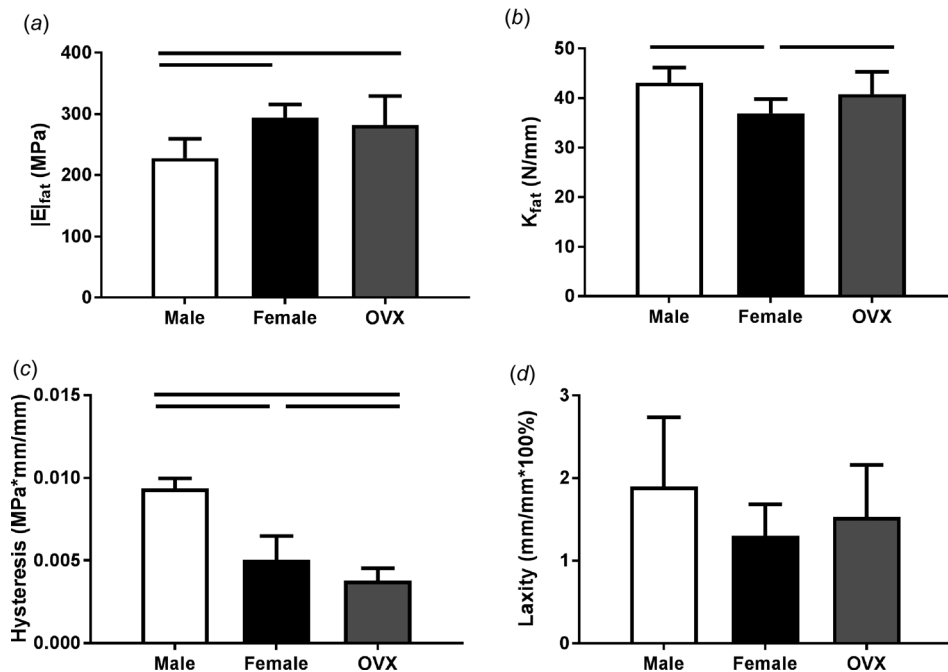 (a)
400
300
200
100
0
|E|fat (MPa)
Male Female OVX
(b)
50
40
30
20
10
0
Kfat (N/mm)
Male Female OVX
(c)
0.015
0.010
0.005
0.000
Hysteresis (MPa*mm/mm)
Male Female OVX
(d)
3
2
1
0
Laxity (mm/mm*100%)
Male Female OVX